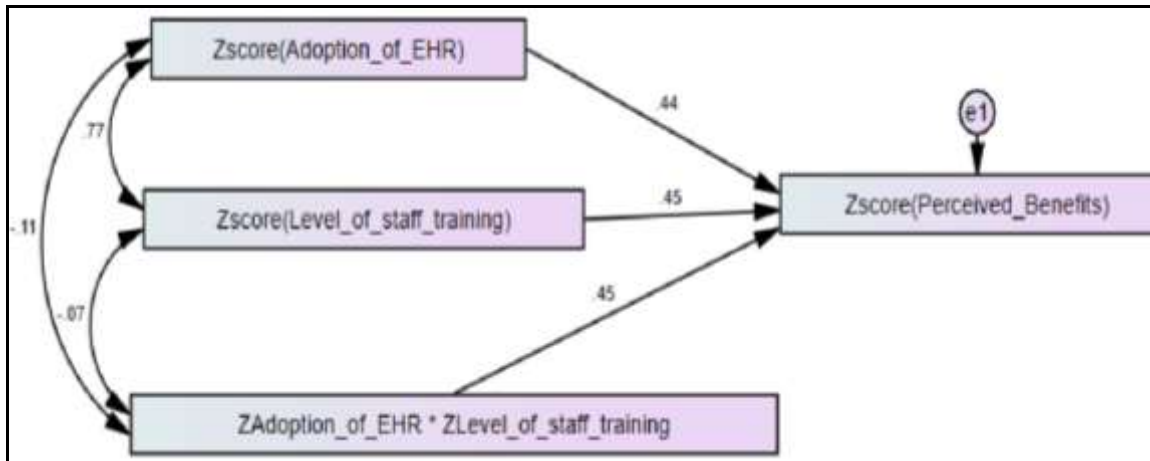 Zscore(Adoption_of_EHR)
.44
e1
.77
Zscore(Level_of_staff_training)
.45
Zscore(Perceived_Benefits)
-.11
-.07
.45
ZAdoption_of_EHR * ZLevel_of_staff_training